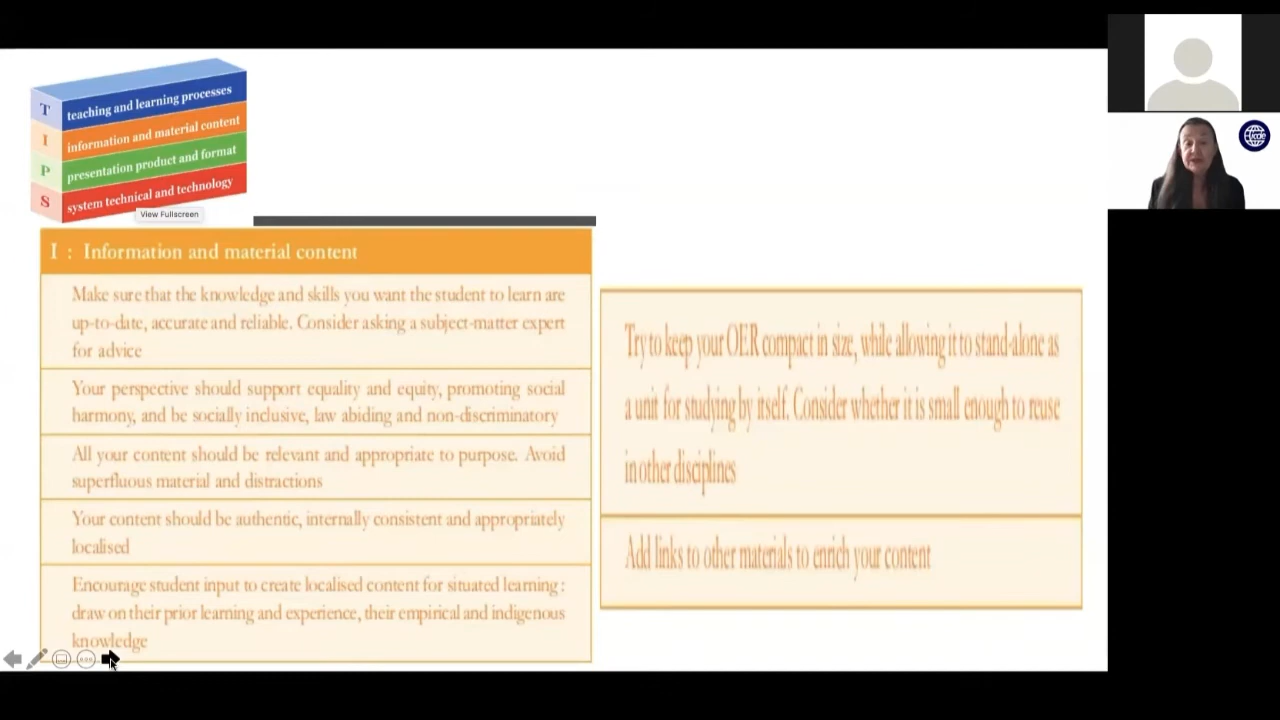 T teaching and learning processes
I information and material content
P presentation product and format
S system technical and technology
View Fullscreen
I : Information and material content
Make sure that the knowledge and skills you want the student to learn are
up-to-date, accurate and reliable. Consider asking a subject-matter expert
for advice
Your perspective should support equality and equity, promoting social
harmony, and be socially inclusive, law abiding and non-discriminatory
All your content should be relevant and appropriate to purpose. Avoid
superfluous material and distractions
Your content should be authentic, internally consistent and appropriately
localised
Encourage student input to create localised content for situated learning:
draw on their prior learning and experience, their empirical and indigenous
knowledge
Try to keep your OER compact in size, while allowing it to stand-alone as
a unit for studying by itself. Consider whether it is small enough to reuse
in other disciplines
Add links to other materials to enrich your content
icde